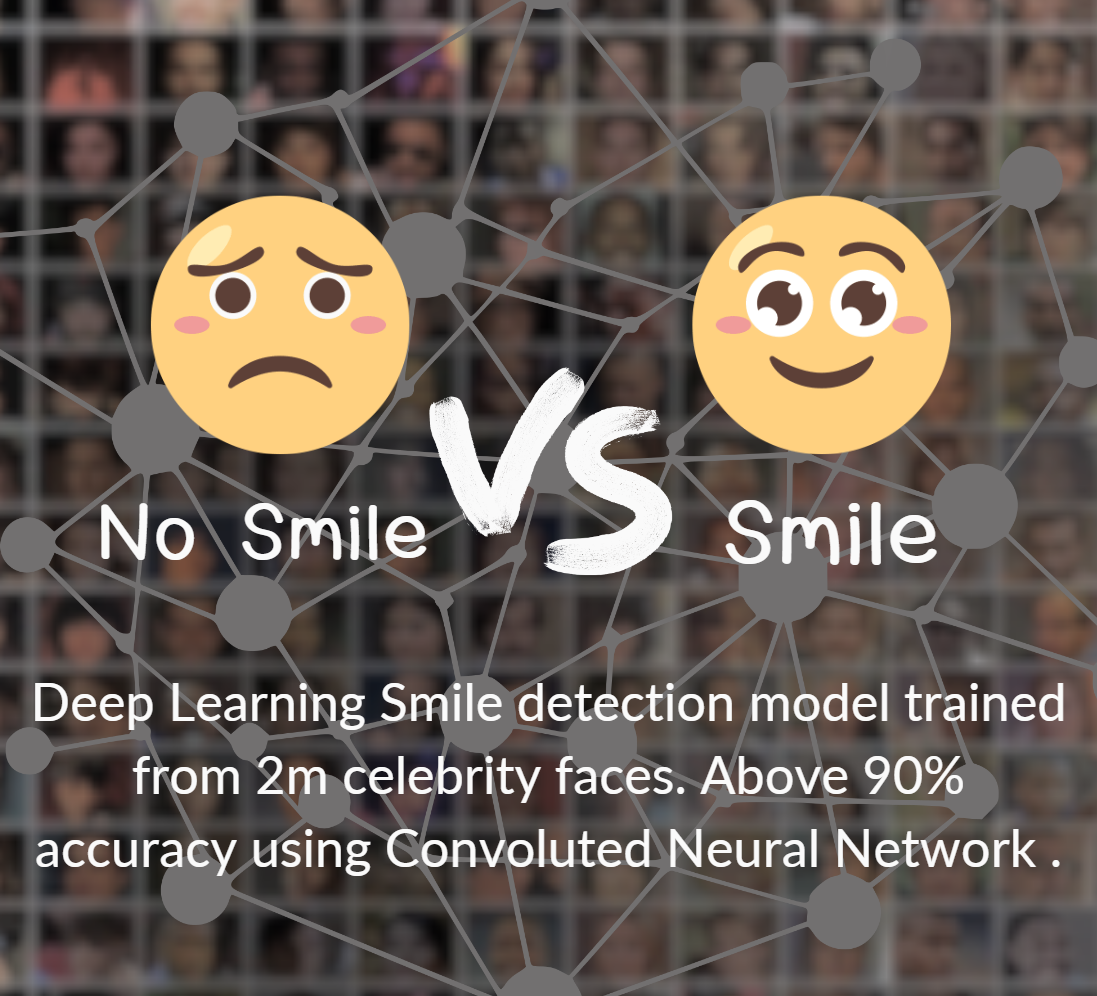 No Smile VS Smile
Deep Learning Smile detection model trained
from 2m celebrity faces. Above 90%
accuracy using Convoluted Neural Network .